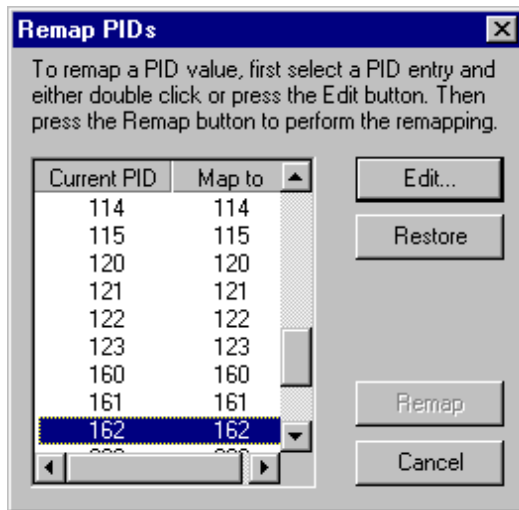 Remap PIDs
To remap a PID value, first select a PID entry and
either double click or press the Edit button. Then
press the Remap button to perform the remapping.
Current PID Map to
114 114
115 115
120 120
121 121
122 122
123 123
160 160
161 161
162 162
Edit...
Restore
Remap
Cancel